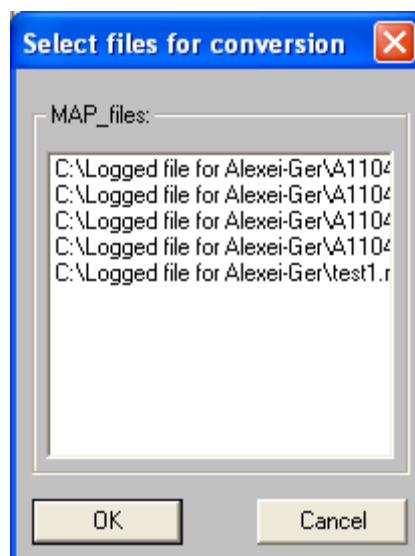 Select files for conversion
MAP_files:
C:\Logged file for Alexei-Ger\A1104
C:\Logged file for Alexei-Ger\A1104
C:\Logged file for Alexei-Ger\A1104
C:\Logged file for Alexei-Ger\A1104
C:\Logged file for Alexei-Ger\test1.
OK Cancel